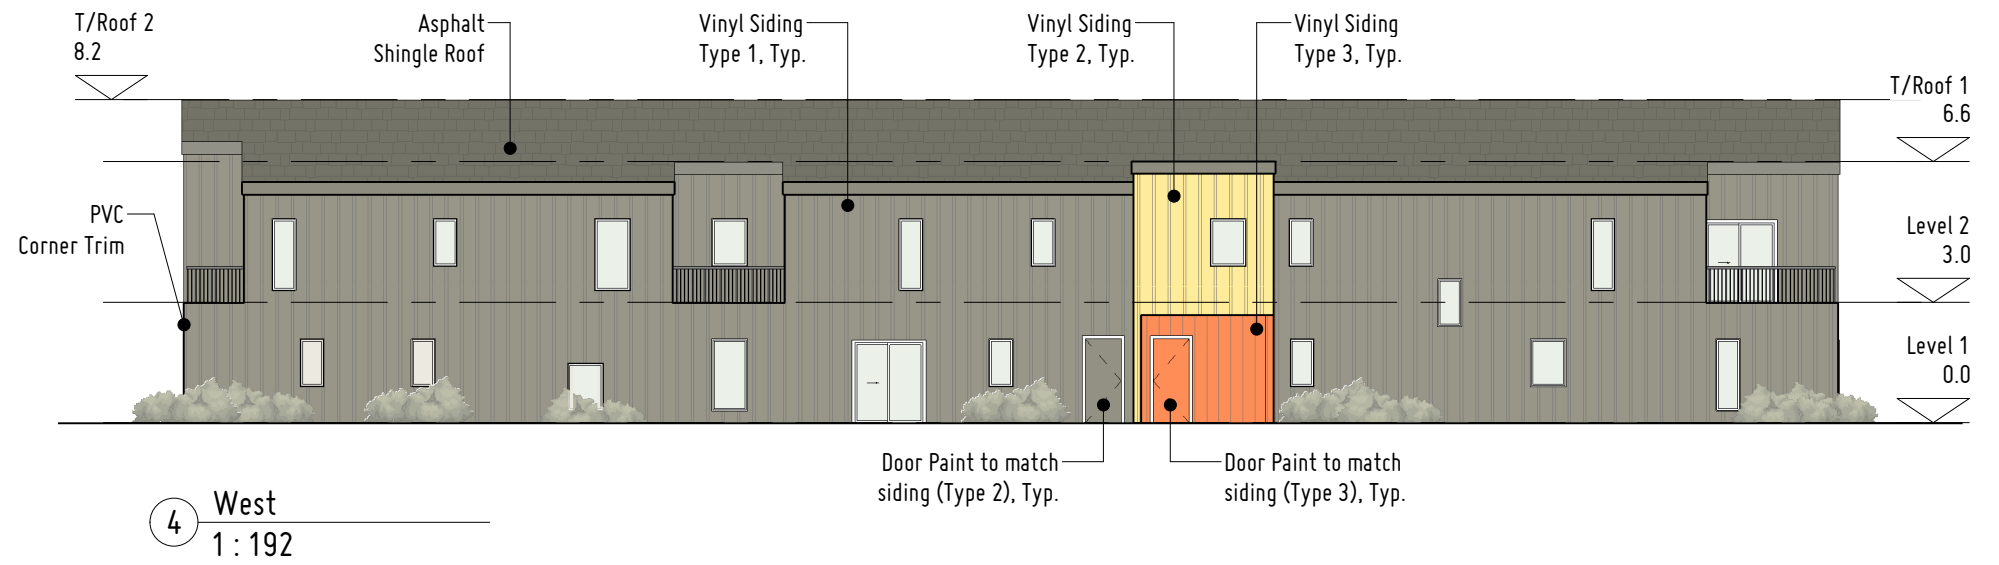 T/Roof 2
8.2
Asphalt
Shingle Roof
Vinyl Siding
Type 1, Typ.
Vinyl Siding
Type 2, Typ.
Vinyl Siding
Type 3, Typ.
T/Roof 1
6.6
PVC
Corner Trim
Level 2
3.0
Level 1
0.0
Door Paint to match
siding (Type 2), Typ.
Door Paint to match
siding (Type 3), Typ.
4
West
1 : 192